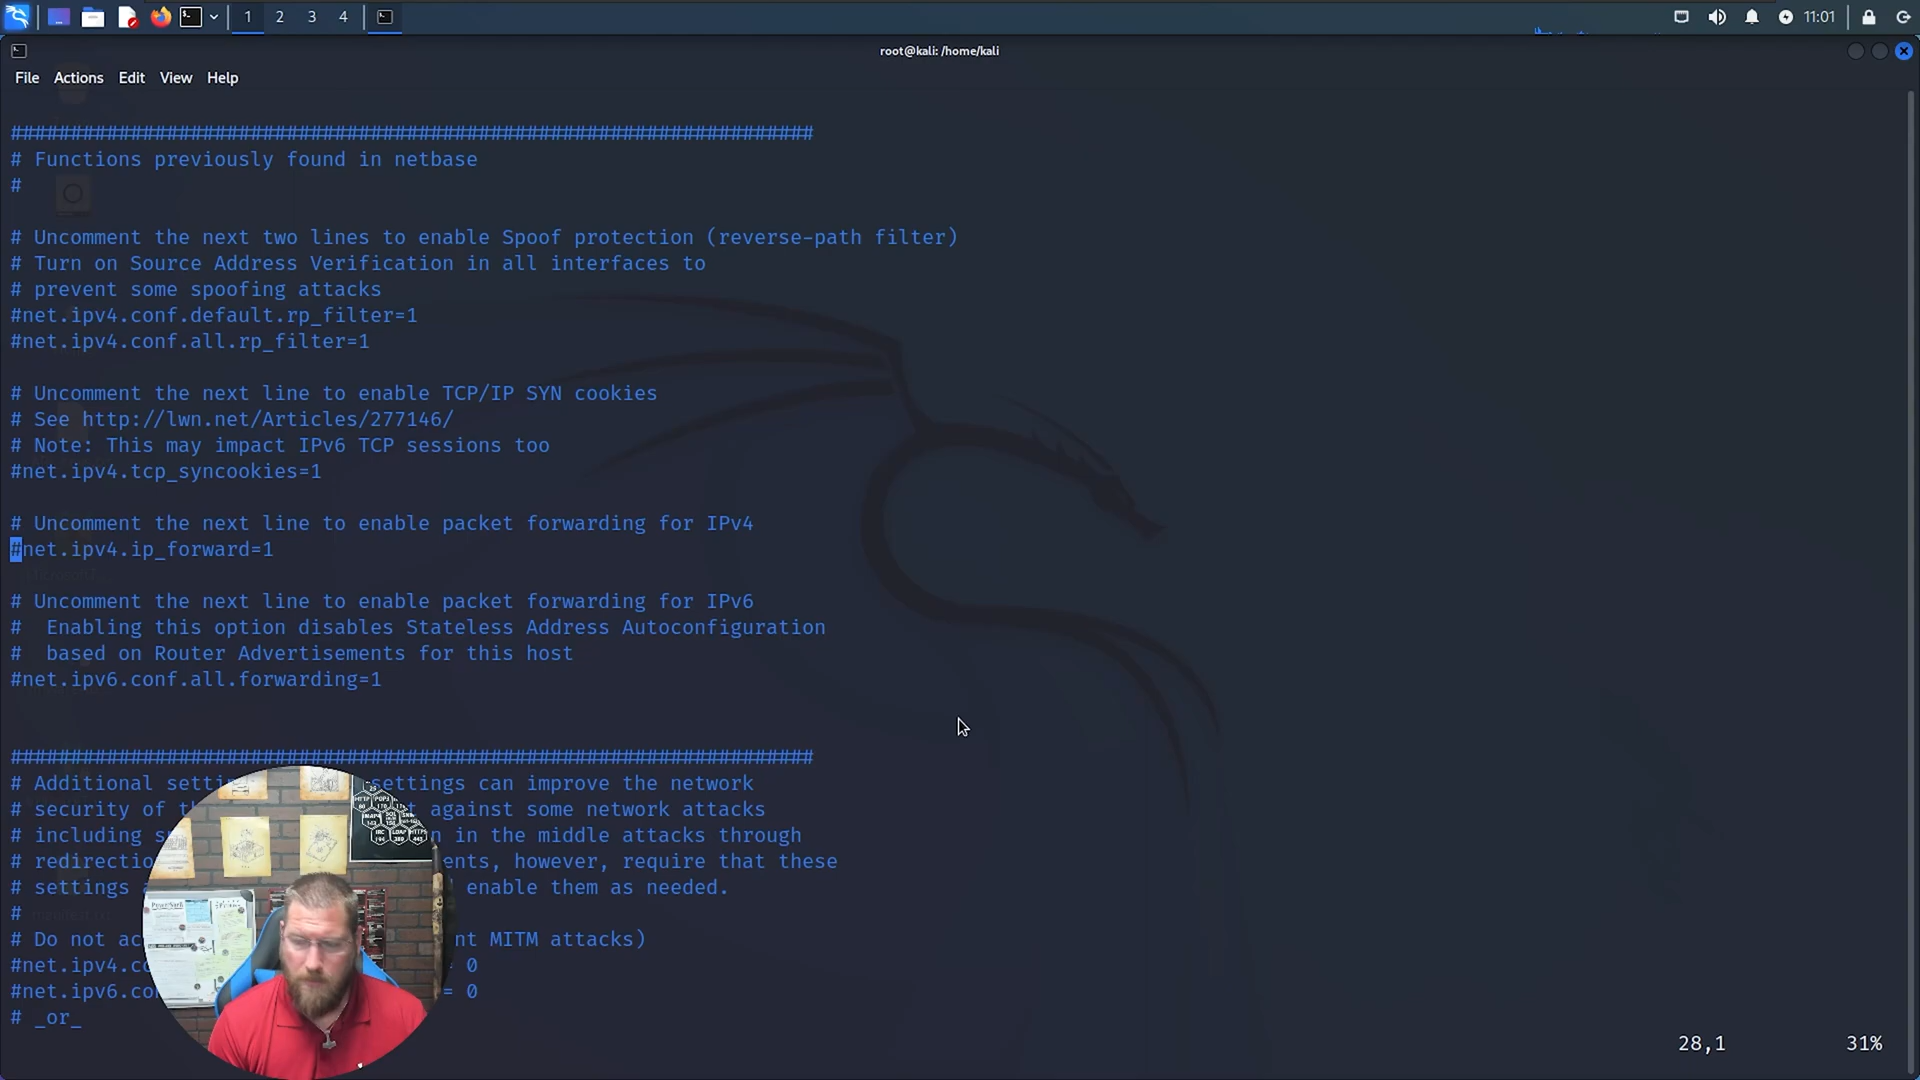 1 2 3 4 11:01
root@kali: /home/kali
File Actions Edit View Help
###################################################################
# Functions previously found in netbase
#
# Uncomment the next two lines to enable Spoof protection (reverse-path filter)
# Turn on Source Address Verification in all interfaces to
# prevent some spoofing attacks
#net.ipv4.conf.default.rp_filter=1
#net.ipv4.conf.all.rp_filter=1
# Uncomment the next line to enable TCP/IP SYN cookies
# See http://lwn.net/Articles/277146/
# Note: This may impact IPv6 TCP sessions too
#net.ipv4.tcp_syncookies=1
# Uncomment the next line to enable packet forwarding for IPv4
#net.ipv4.ip_forward=1
# Uncomment the next line to enable packet forwarding for IPv6
#  Enabling this option disables Stateless Address Autoconfiguration
#  based on Router Advertisements for this host
#net.ipv6.conf.all.forwarding=1
###################################################################
# Additional settings settings can improve the network
# security of th against some network attacks
# including s n in the middle attacks through
# redirectio ents, however, require that these
# settings a enable them as needed.
#
# Do not ac nt MITM attacks)
#net.ipv4.co = 0
#net.ipv6.con = 0
# _or_
28,1 31%